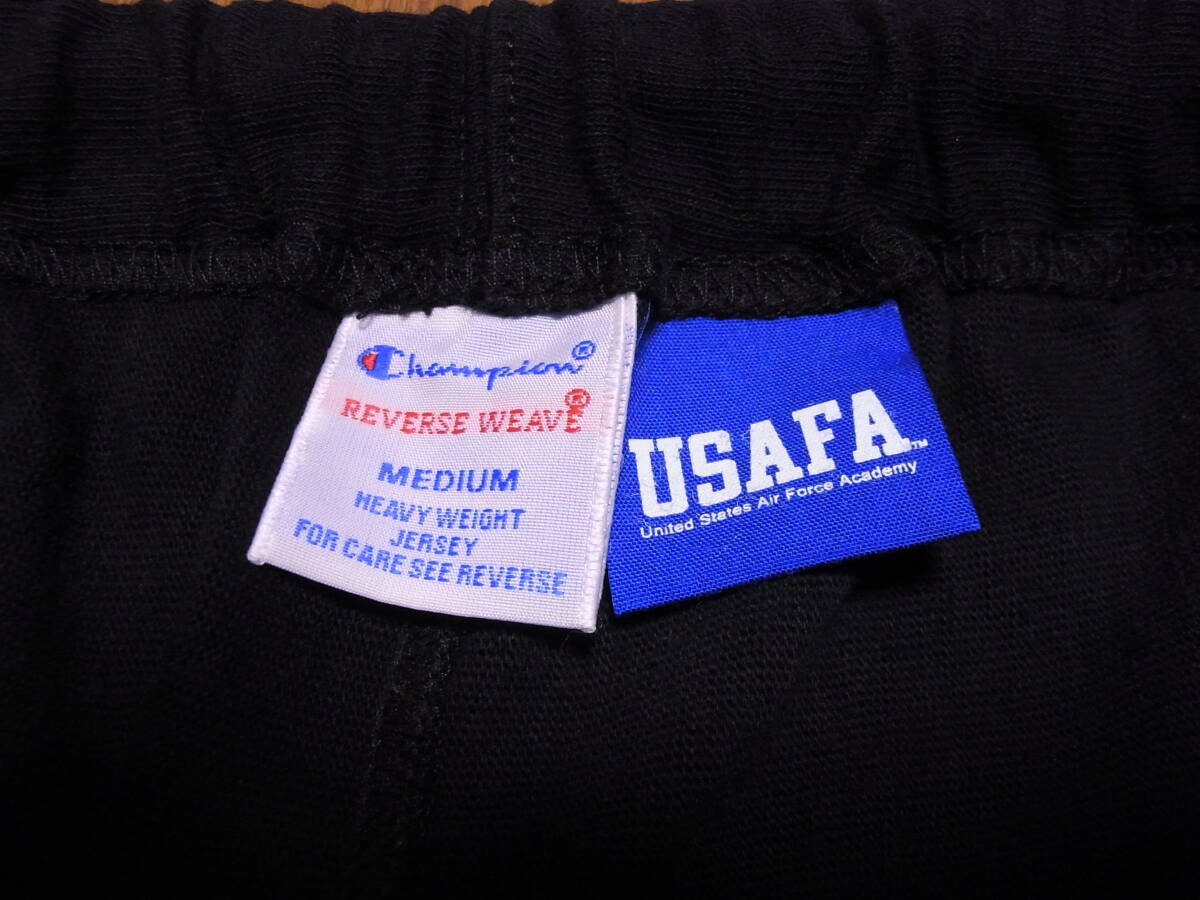 Champion®
REVERSE WEAVE®
MEDIUM
HEAVY WEIGHT
JERSEY
FOR CARE SEE REVERSE
USAFA™
United States Air Force Academy